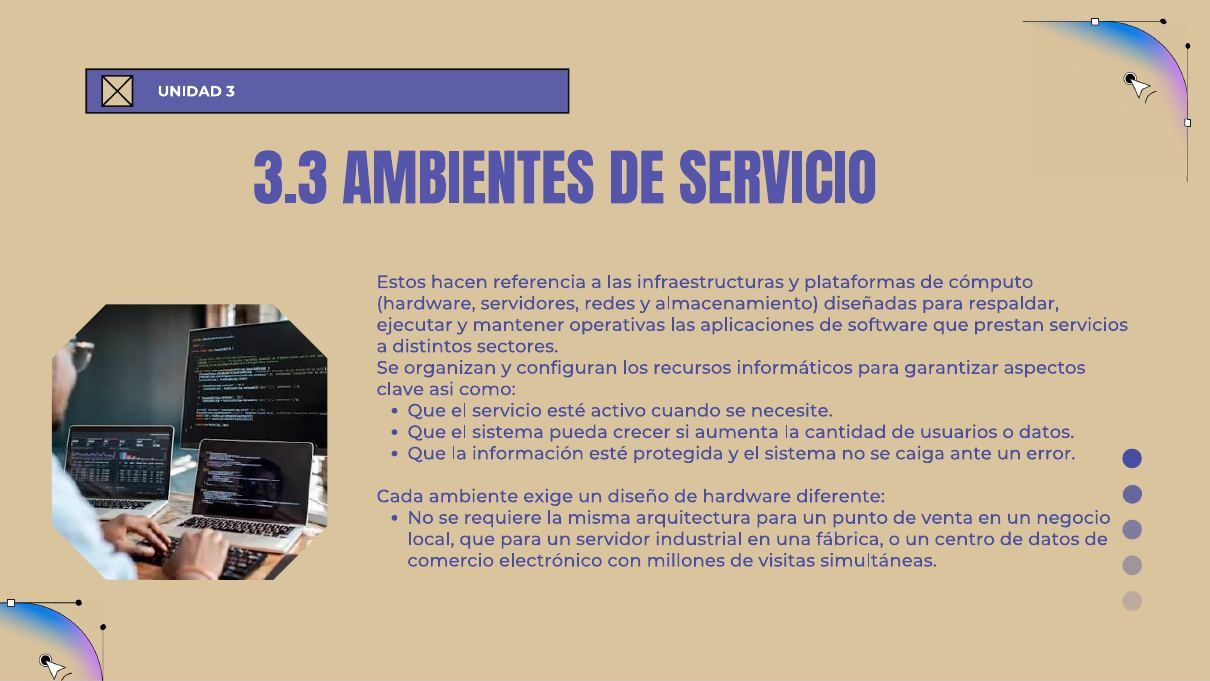 UNIDAD 3
3.3 AMBIENTES DE SERVICIO
Estos hacen referencia a las infraestructuras y plataformas de cómputo
(hardware, servidores, redes y almacenamiento) diseñadas para respaldar,
ejecutar y mantener operativas las aplicaciones de software que prestan servicios
a distintos sectores.
Se organizan y configuran los recursos informáticos para garantizar aspectos
clave asi como:
• Que el servicio esté activo cuando se necesite.
• Que el sistema pueda crecer si aumenta la cantidad de usuarios o datos.
• Que la información esté protegida y el sistema no se caiga ante un error.
Cada ambiente exige un diseño de hardware diferente:
• No se requiere la misma arquitectura para un punto de venta en un negocio
local, que para un servidor industrial en una fábrica, o un centro de datos de
comercio electrónico con millones de visitas simultáneas.